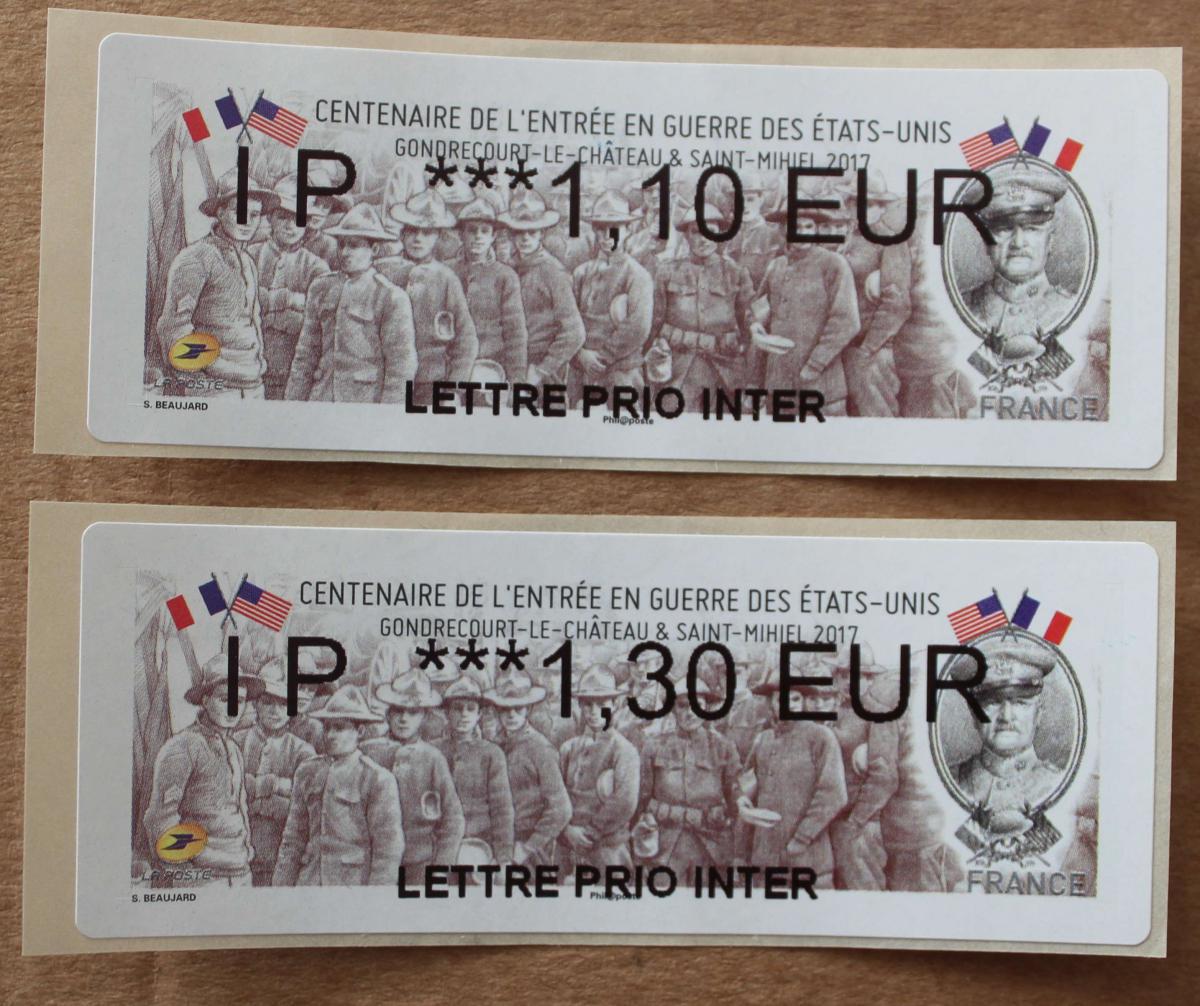 CENTENAIRE DE L'ENTRÉE EN GUERRE DES ÉTATS-UNIS
GONDRECOURT-LE-CHÂTEAU & SAINT-MIHIEL 2017
IP ***1,10 EUR
LA POSTE
LETTRE PRIO INTER
S. BEAUJARD
Phil@poste
FRANCE
CENTENAIRE DE L'ENTRÉE EN GUERRE DES ÉTATS-UNIS
GONDRECOURT-LE-CHÂTEAU & SAINT-MIHIEL 2017
IP ***1,30 EUR
LA POSTE
LETTRE PRIO INTER
S. BEAUJARD
Phil@poste
FRANCE